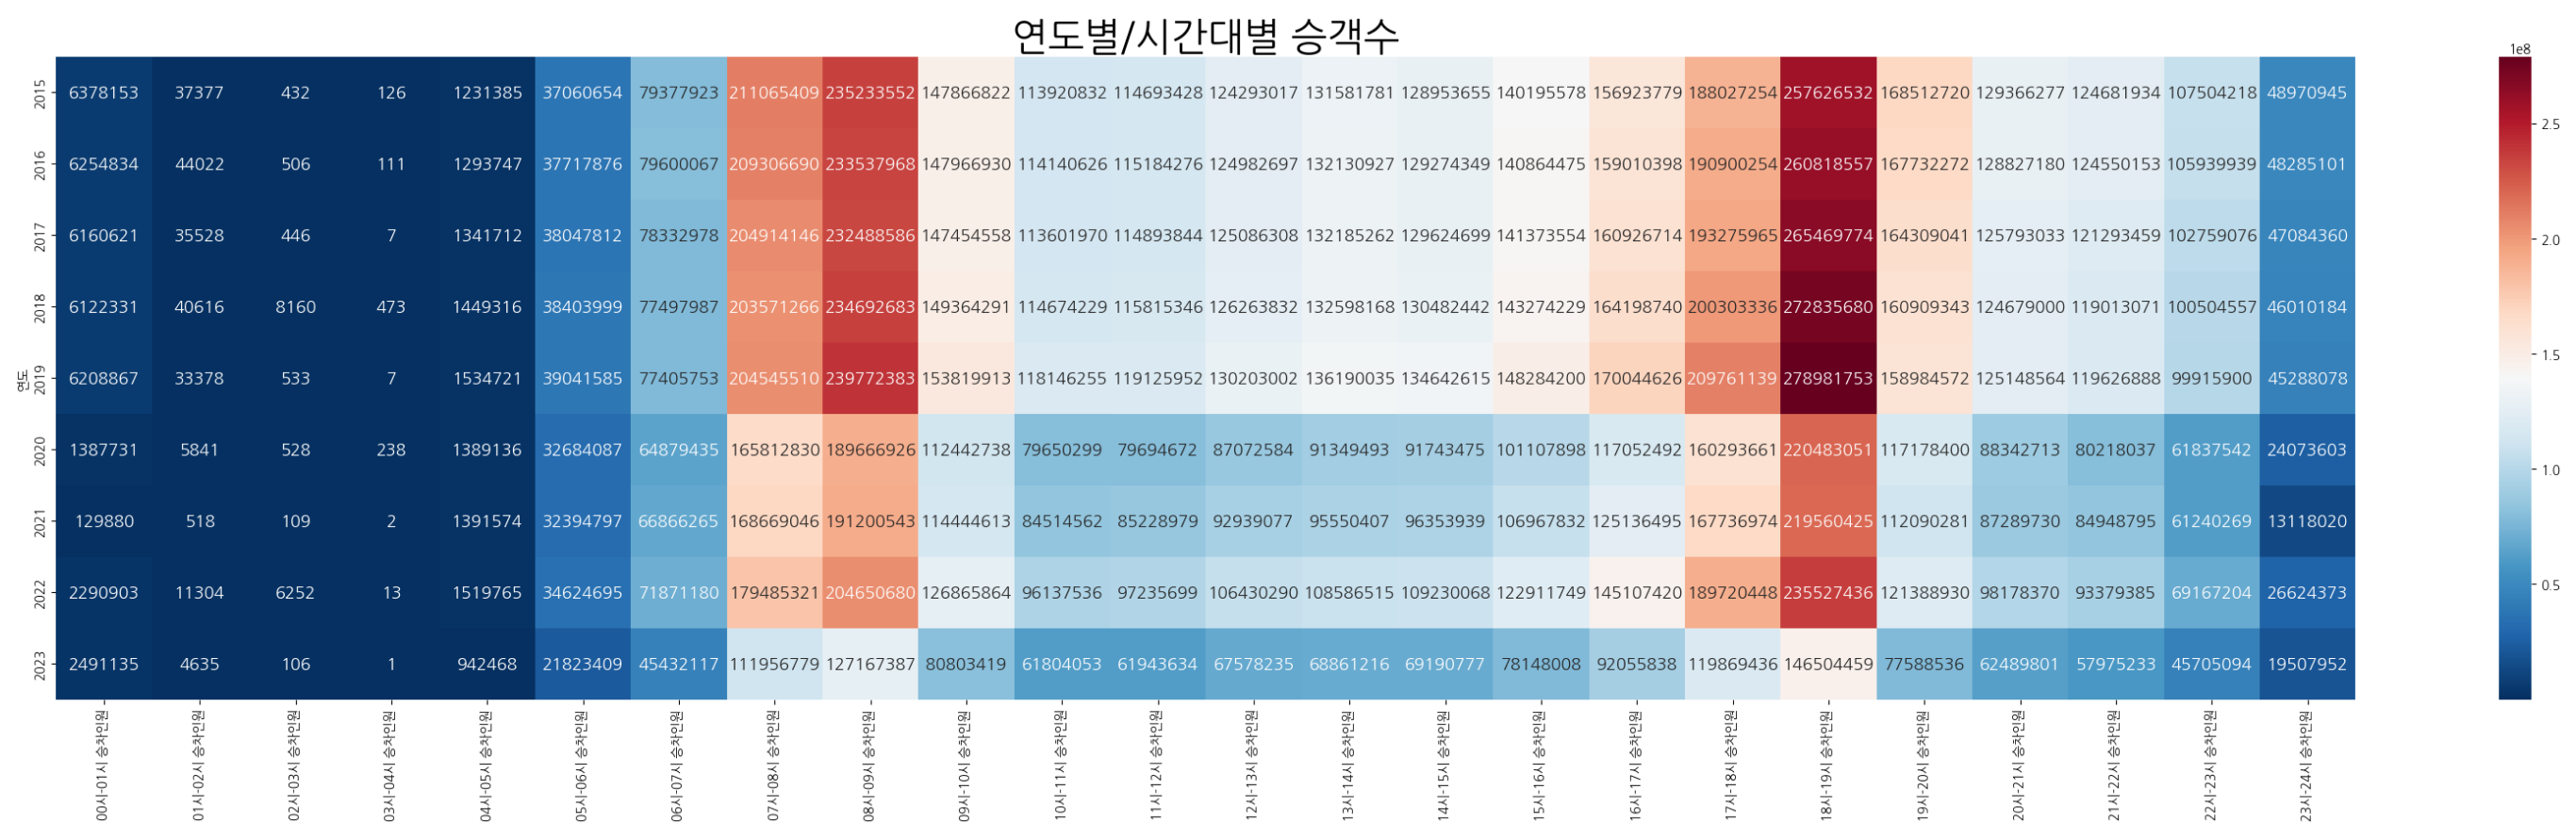 연도별/시간대별 승객수
1e8
2015 6378153 37377 432 126 1231385 37060654 79377923 211065409 235233552 147866822 113920832 114693428 124293017 131581781 128953655 140195578 156923779 188027254 257626532 168512720 129366277 124681934 107504218 48970945
2016 6254834 44022 506 111 1293747 37717876 79600067 209306690 233537968 147966930 114140626 115184276 124982697 132130927 129274349 140864475 159010398 190900254 260818557 167732272 128827180 124550153 105939939 48285101
2017 6160621 35528 446 7 1341712 38047812 78332978 204914146 232488586 147454558 113601970 114893844 125086308 132185262 129624699 141373554 160926714 193275965 265469774 164309041 125793033 121293459 102759076 47084360
2018 6122331 40616 8160 473 1449316 38403999 77497987 203571266 234692683 149364291 114674229 115815346 126263832 132598168 130482442 143274229 164198740 200303336 272835680 160909343 124679000 119013071 100504557 46010184
연도
2019 6208867 33378 533 7 1534721 39041585 77405753 204545510 239772383 153819913 118146255 119125952 130203002 136190035 134642615 148284200 170044626 209761139 278981753 158984572 125148564 119626888 99915900 45288078
2020 1387731 5841 528 238 1389136 32684087 64879435 165812830 189666926 112442738 79650299 79694672 87072584 91349493 91743475 101107898 117052492 160293661 220483051 117178400 88342713 80218037 61837542 24073603
2021 129880 518 109 2 1391574 32394797 66866265 168669046 191200543 114444613 84514562 85228979 92939077 95550407 96353939 106967832 125136495 167736974 219560425 112090281 87289730 84948795 61240269 13118020
2022 2290903 11304 6252 13 1519765 34624695 71871180 179485321 204650680 126865864 96137536 97235699 106430290 108586515 109230068 122911749 145107420 189720448 235527436 121388930 98178370 93379385 69167204 26624373
2023 2491135 4635 106 1 942468 21823409 45432117 111956779 127167387 80803419 61804053 61943634 67578235 68861216 69190777 78148008 92055838 119869436 146504459 77588536 62489801 57975233 45705094 19507952
00시-01시 승차인원
01시-02시 승차인원
02시-03시 승차인원
03시-04시 승차인원
04시-05시 승차인원
05시-06시 승차인원
06시-07시 승차인원
07시-08시 승차인원
08시-09시 승차인원
09시-10시 승차인원
10시-11시 승차인원
11시-12시 승차인원
12시-13시 승차인원
13시-14시 승차인원
14시-15시 승차인원
15시-16시 승차인원
16시-17시 승차인원
17시-18시 승차인원
18시-19시 승차인원
19시-20시 승차인원
20시-21시 승차인원
21시-22시 승차인원
22시-23시 승차인원
23시-24시 승차인원
2.5
2.0
1.5
1.0
0.5